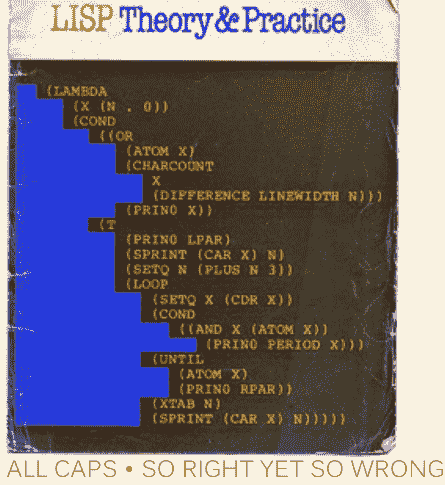 LISP Theory & Practice
(LAMBDA
(X (N . 0))
(COND
((OR
(ATOM X)
(CHARCOUNT
X
(DIFFERENCE LINEWIDTH N)))
(PRIN0 X))
(T
(PRIN0 LPAR)
(SPRINT (CAR X) N)
(SETQ N (PLUS N 3))
(LOOP
(SETQ X (CDR X))
(COND
((AND X (ATOM X))
(PRIN0 PERIOD X)))
(UNTIL
(ATOM X)
(PRIN0 RPAR))
(XTAB N)
(SPRINT (CAR X) N)))))
ALL CAPS • SO RIGHT YET SO WRONG